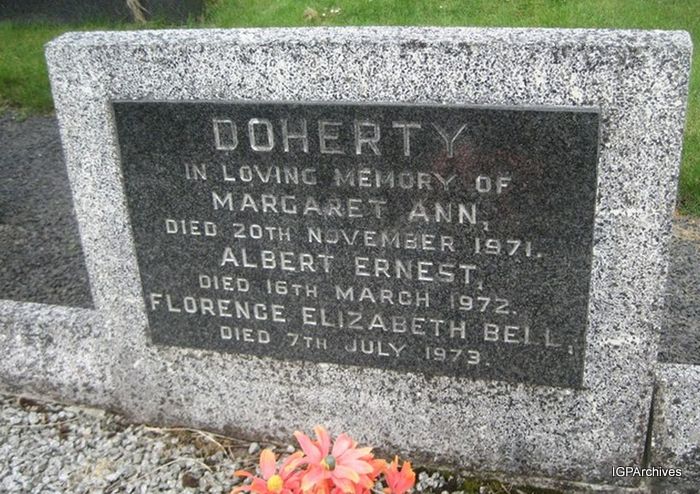 DOHERTY
IN LOVING MEMORY OF
MARGARET ANN,
DIED 20TH NOVEMBER 1971.
ALBERT ERNEST,
DIED 16TH MARCH 1972.
FLORENCE ELIZABETH BELL,
DIED 7TH JULY 1973.
IGPArchives